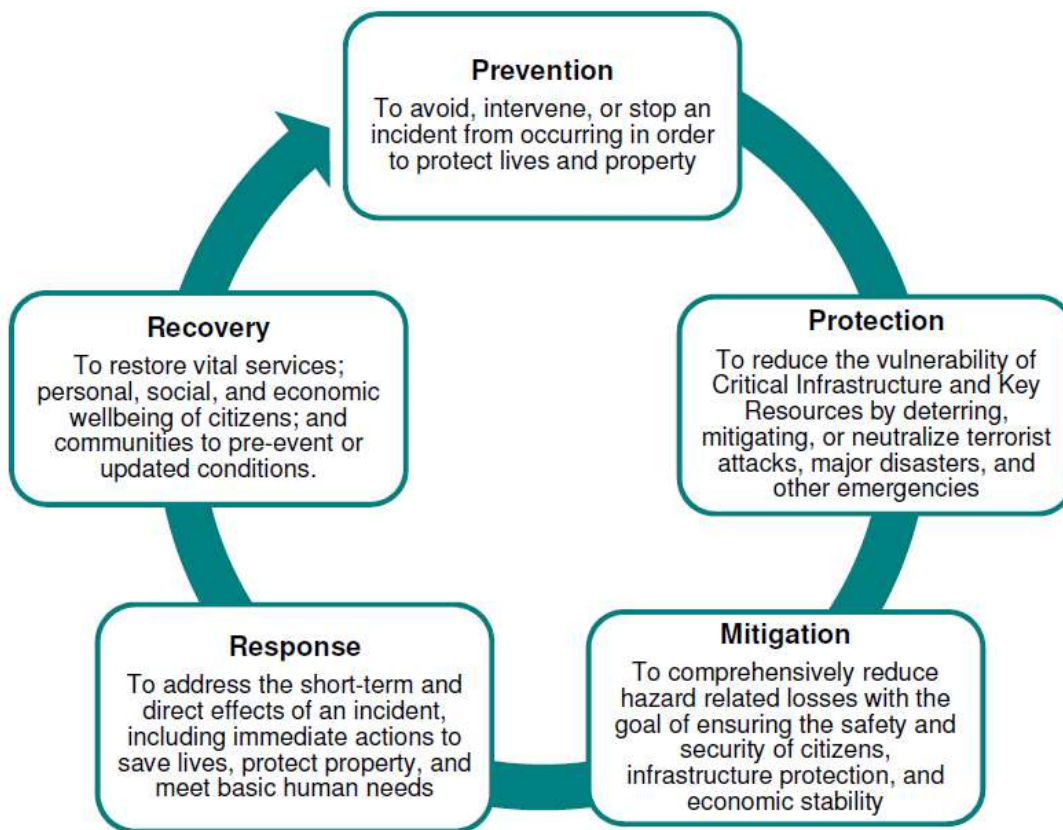 Prevention
To avoid, intervene, or stop an
incident from occurring in order
to protect lives and property
Protection
To reduce the vulnerability of
Critical Infrastructure and Key
Resources by deterring,
mitigating, or neutralize terrorist
attacks, major disasters, and
other emergencies
Mitigation
To comprehensively reduce
hazard related losses with the
goal of ensuring the safety and
security of citizens,
infrastructure protection, and
economic stability
Response
To address the short-term and
direct effects of an incident,
including immediate actions to
save lives, protect property, and
meet basic human needs
Recovery
To restore vital services;
personal, social, and economic
wellbeing of citizens; and
communities to pre-event or
updated conditions.